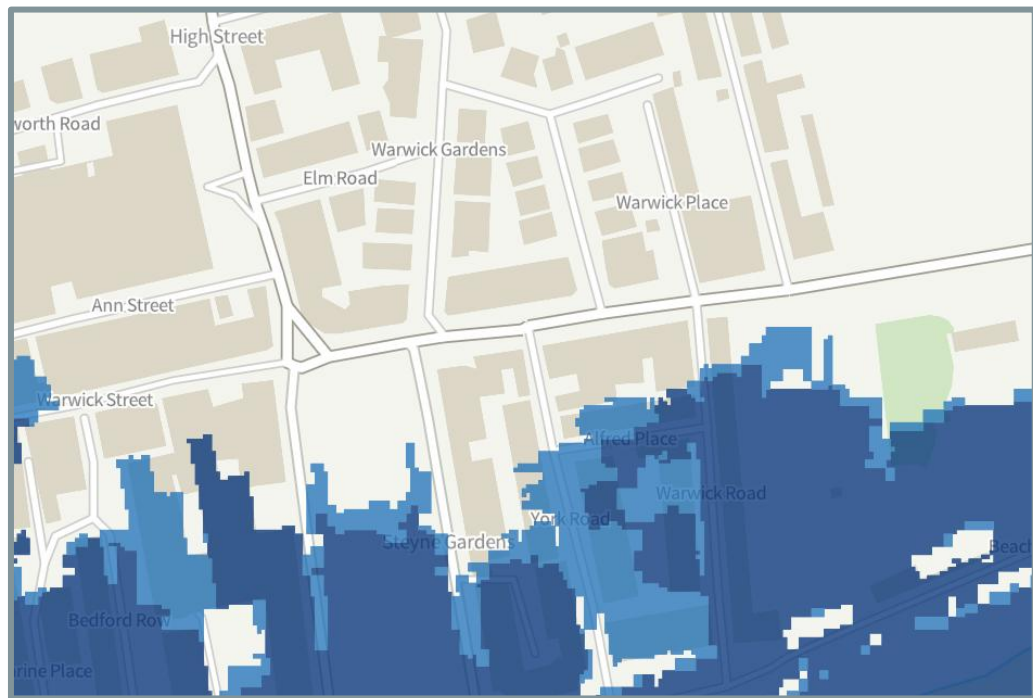 High Street
worth Road
Warwick Gardens
Elm Road
Warwick Place
Ann Street
Warwick Street
Alfred Place
Warwick Road
York Road
Steyne Gardens
Beach
Bedford Row
rine Place